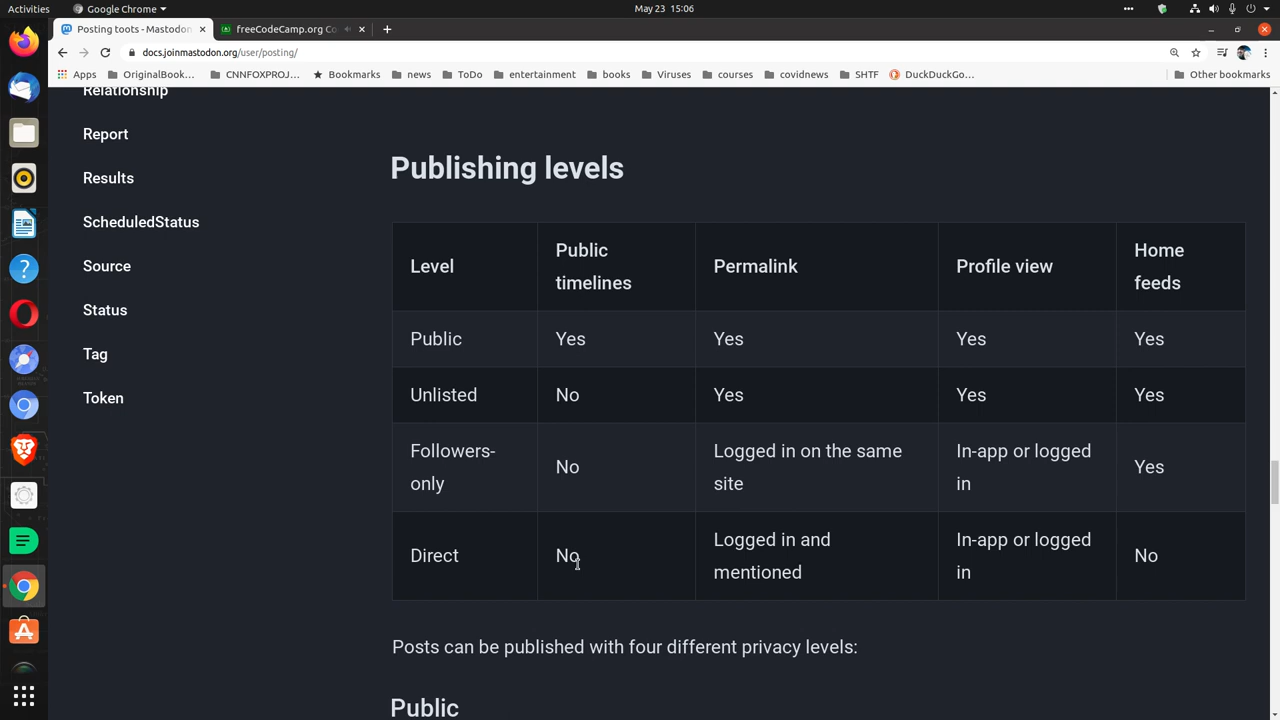 Activities
Google Chrome
May 23 15:06
Posting toots - Mastodon
freeCodeCamp.org Co
docs.joinmastodon.org/user/posting/
Apps
OriginalBook...
CNNFOXPROJ...
Bookmarks
news
ToDo
entertainment
books
Viruses
courses
covidnews
SHTF
DuckDuckGo...
Other bookmarks
Relationship
Report
Results
ScheduledStatus
Source
Status
Tag
Token
Publishing levels
Level
Public
timelines
Permalink
Profile view
Home
feeds
Public
Yes
Yes
Yes
Yes
Unlisted
No
Yes
Yes
Yes
Followers-
only
No
Logged in on the same
site
In-app or logged
in
Yes
Direct
No
Logged in and
mentioned
In-app or logged
in
No
Posts can be published with four different privacy levels:
Public